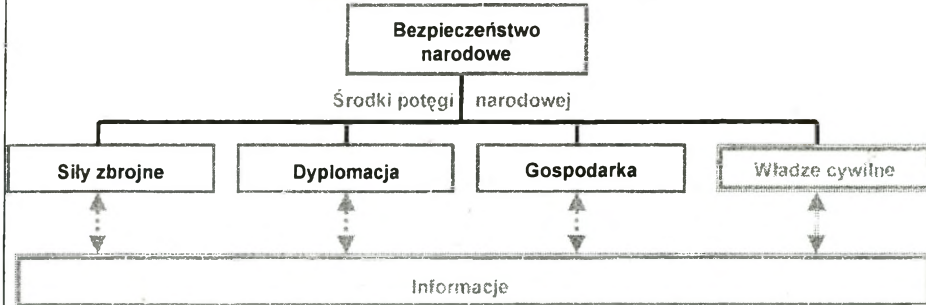 Bezpieczeństwo
narodowe
Środki potęgi narodowej
Siły zbrojne
Dyplomacja
Gospodarka
Władze cywilne
Informacje